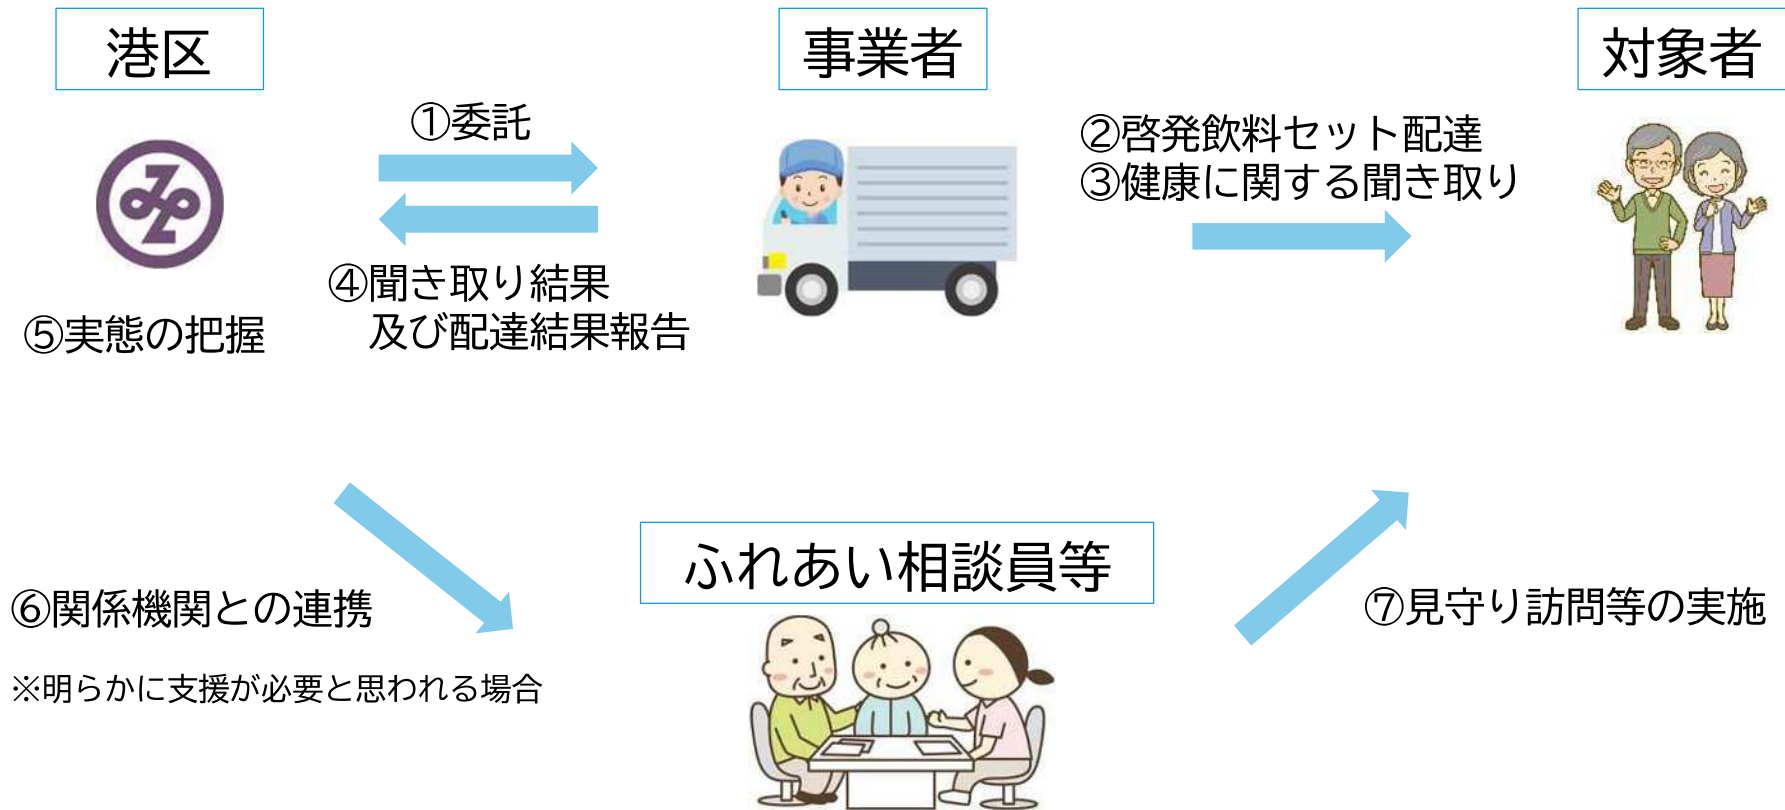 港区
事業者
対象者
①委託
②啓発飲料セット配達
③健康に関する聞き取り
④聞き取り結果
及び配達結果報告
⑤実態の把握
ふれあい相談員等
⑥関係機関との連携
⑦見守り訪問等の実施
※明らかに支援が必要と思われる場合